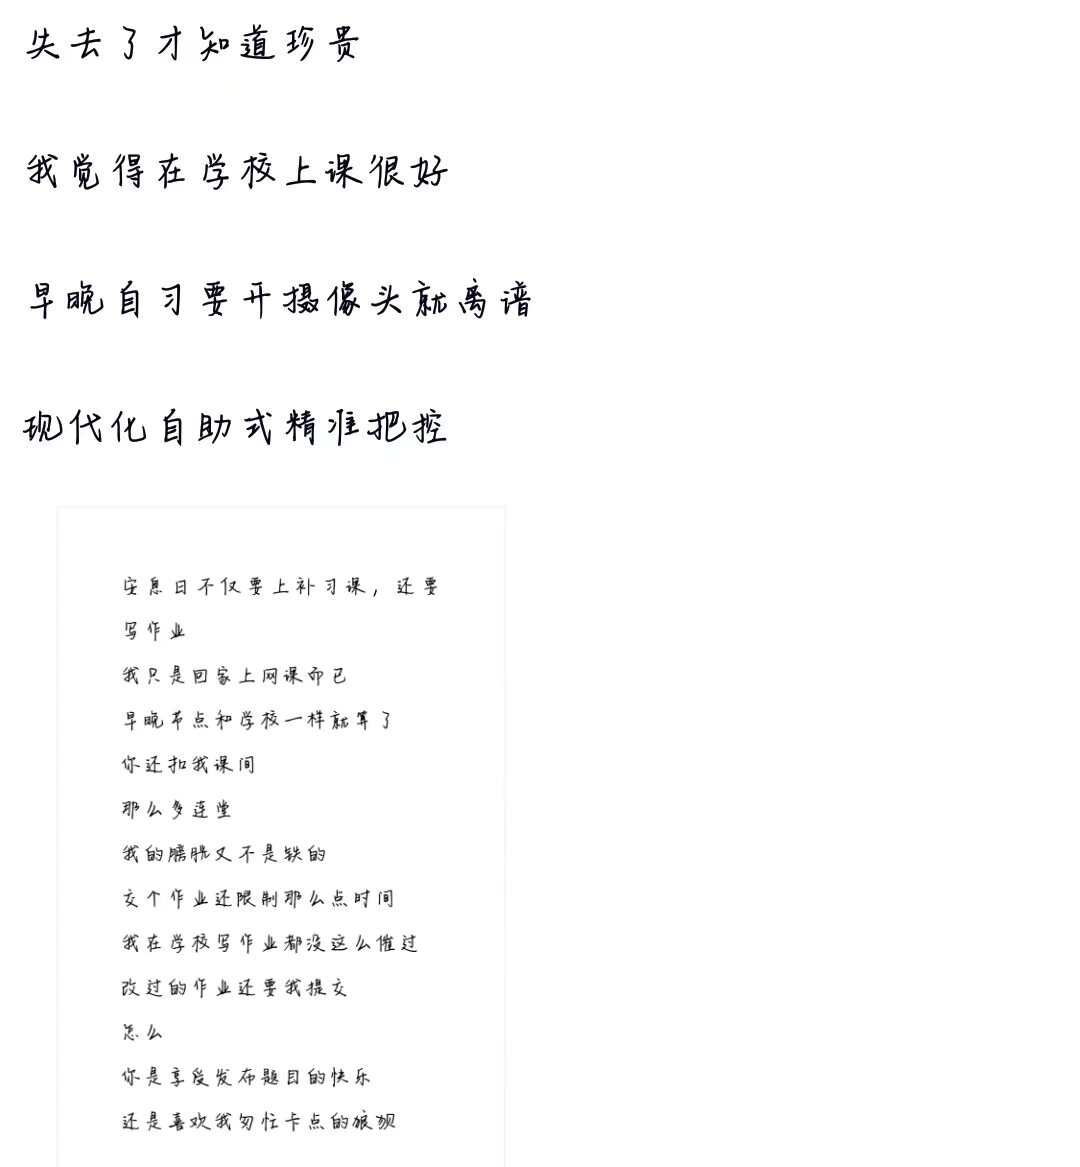 失去了才知道珍贵
我觉得在学校上课很好
早晚自习要开摄像头就离谱
现代化自助式精准把控
安息日不仅要上补习课，还要
写作业
我只是回家上网课而已
早晚节点和学校一样就算了
你还扣我课间
那么多连堂
我的膀胱又不是铁的
交个作业还限制那么点时间
我在学校写作业都没这么催过
改过的作业还要我提交
怎么
你是享受发布题目的快乐
还是喜欢我匆忙卡点的狼狈